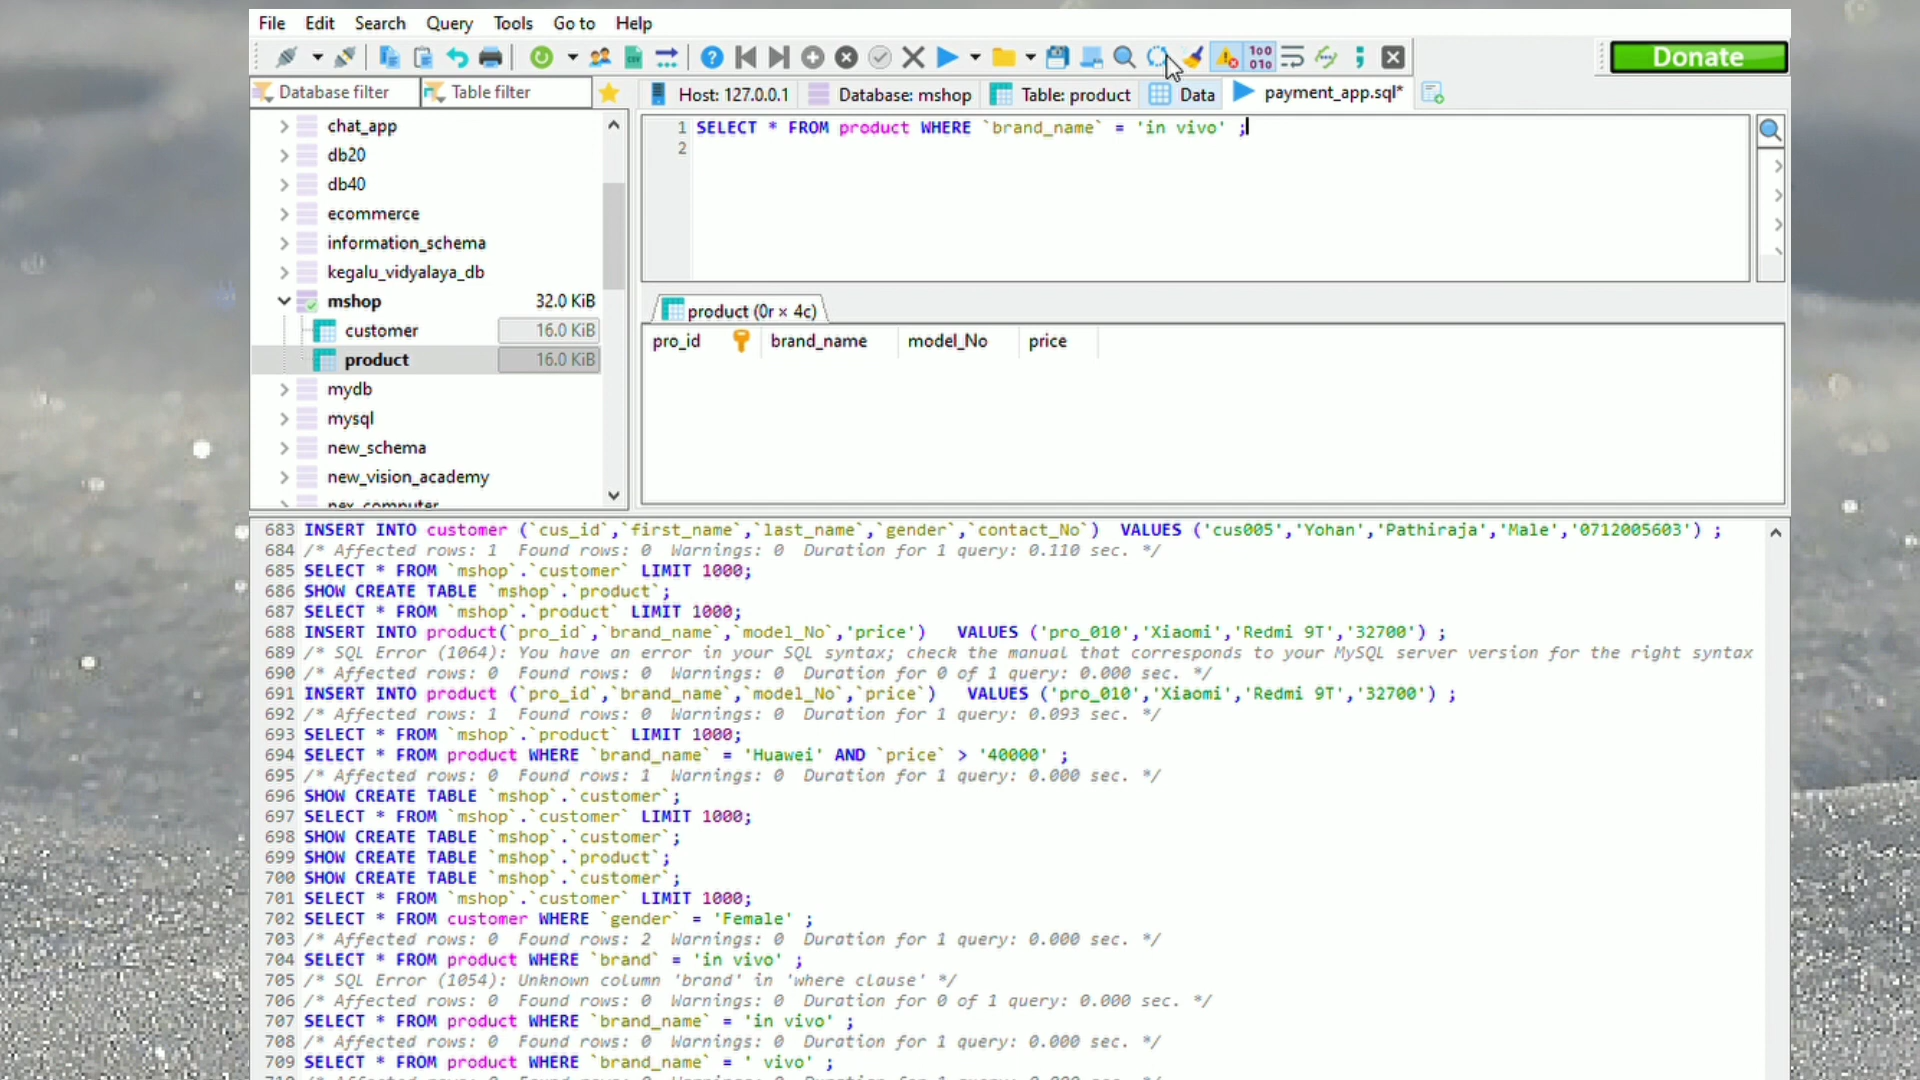 File Edit Search Query Tools Go to Help
Donate
Database filter Table filter Host: 127.0.0.1 Database: mshop Table: product Data payment_app.sql*
chat_app
db20
db40
ecommerce
information_schema
kegalu_vidyalaya_db
mshop 32.0 KiB
customer 16.0 KiB
product 16.0 KiB
mydb
mysql
new_schema
new_vision_academy
nex_computer
1 SELECT * FROM product WHERE `brand_name` = 'in vivo' ;
2
product (0r × 4c)
pro_id brand_name model_No price
683 INSERT INTO customer (`cus_id`,`first_name`,`last_name`,`gender`,`contact_No`) VALUES ('cus005','Yohan','Pathiraja','Male','0712005603') ;
684 /* Affected rows: 1 Found rows: 0 Warnings: 0 Duration for 1 query: 0.110 sec. */
685 SELECT * FROM `mshop`.`customer` LIMIT 1000;
686 SHOW CREATE TABLE `mshop`.`product`;
687 SELECT * FROM `mshop`.`product` LIMIT 1000;
688 INSERT INTO product(`pro_id`,`brand_name`,`model_No`,'price') VALUES ('pro_010','Xiaomi','Redmi 9T','32700') ;
689 /* SQL Error (1064): You have an error in your SQL syntax; check the manual that corresponds to your MySQL server version for the right syntax
690 /* Affected rows: 0 Found rows: 0 Warnings: 0 Duration for 0 of 1 query: 0.000 sec. */
691 INSERT INTO product (`pro_id`,`brand_name`,`model_No`,`price`) VALUES ('pro_010','Xiaomi','Redmi 9T','32700') ;
692 /* Affected rows: 1 Found rows: 0 Warnings: 0 Duration for 1 query: 0.093 sec. */
693 SELECT * FROM `mshop`.`product` LIMIT 1000;
694 SELECT * FROM product WHERE `brand_name` = 'Huawei' AND `price` > '40000' ;
695 /* Affected rows: 0 Found rows: 1 Warnings: 0 Duration for 1 query: 0.000 sec. */
696 SHOW CREATE TABLE `mshop`.`customer`;
697 SELECT * FROM `mshop`.`customer` LIMIT 1000;
698 SHOW CREATE TABLE `mshop`.`customer`;
699 SHOW CREATE TABLE `mshop`.`product`;
700 SHOW CREATE TABLE `mshop`.`customer`;
701 SELECT * FROM `mshop`.`customer` LIMIT 1000;
702 SELECT * FROM customer WHERE `gender` = 'Female' ;
703 /* Affected rows: 0 Found rows: 2 Warnings: 0 Duration for 1 query: 0.000 sec. */
704 SELECT * FROM product WHERE `brand` = 'in vivo' ;
705 /* SQL Error (1054): Unknown column 'brand' in 'where clause' */
706 /* Affected rows: 0 Found rows: 0 Warnings: 0 Duration for 0 of 1 query: 0.000 sec. */
707 SELECT * FROM product WHERE `brand_name` = 'in vivo' ;
708 /* Affected rows: 0 Found rows: 0 Warnings: 0 Duration for 1 query: 0.000 sec. */
709 SELECT * FROM product WHERE `brand_name` = ' vivo' ;